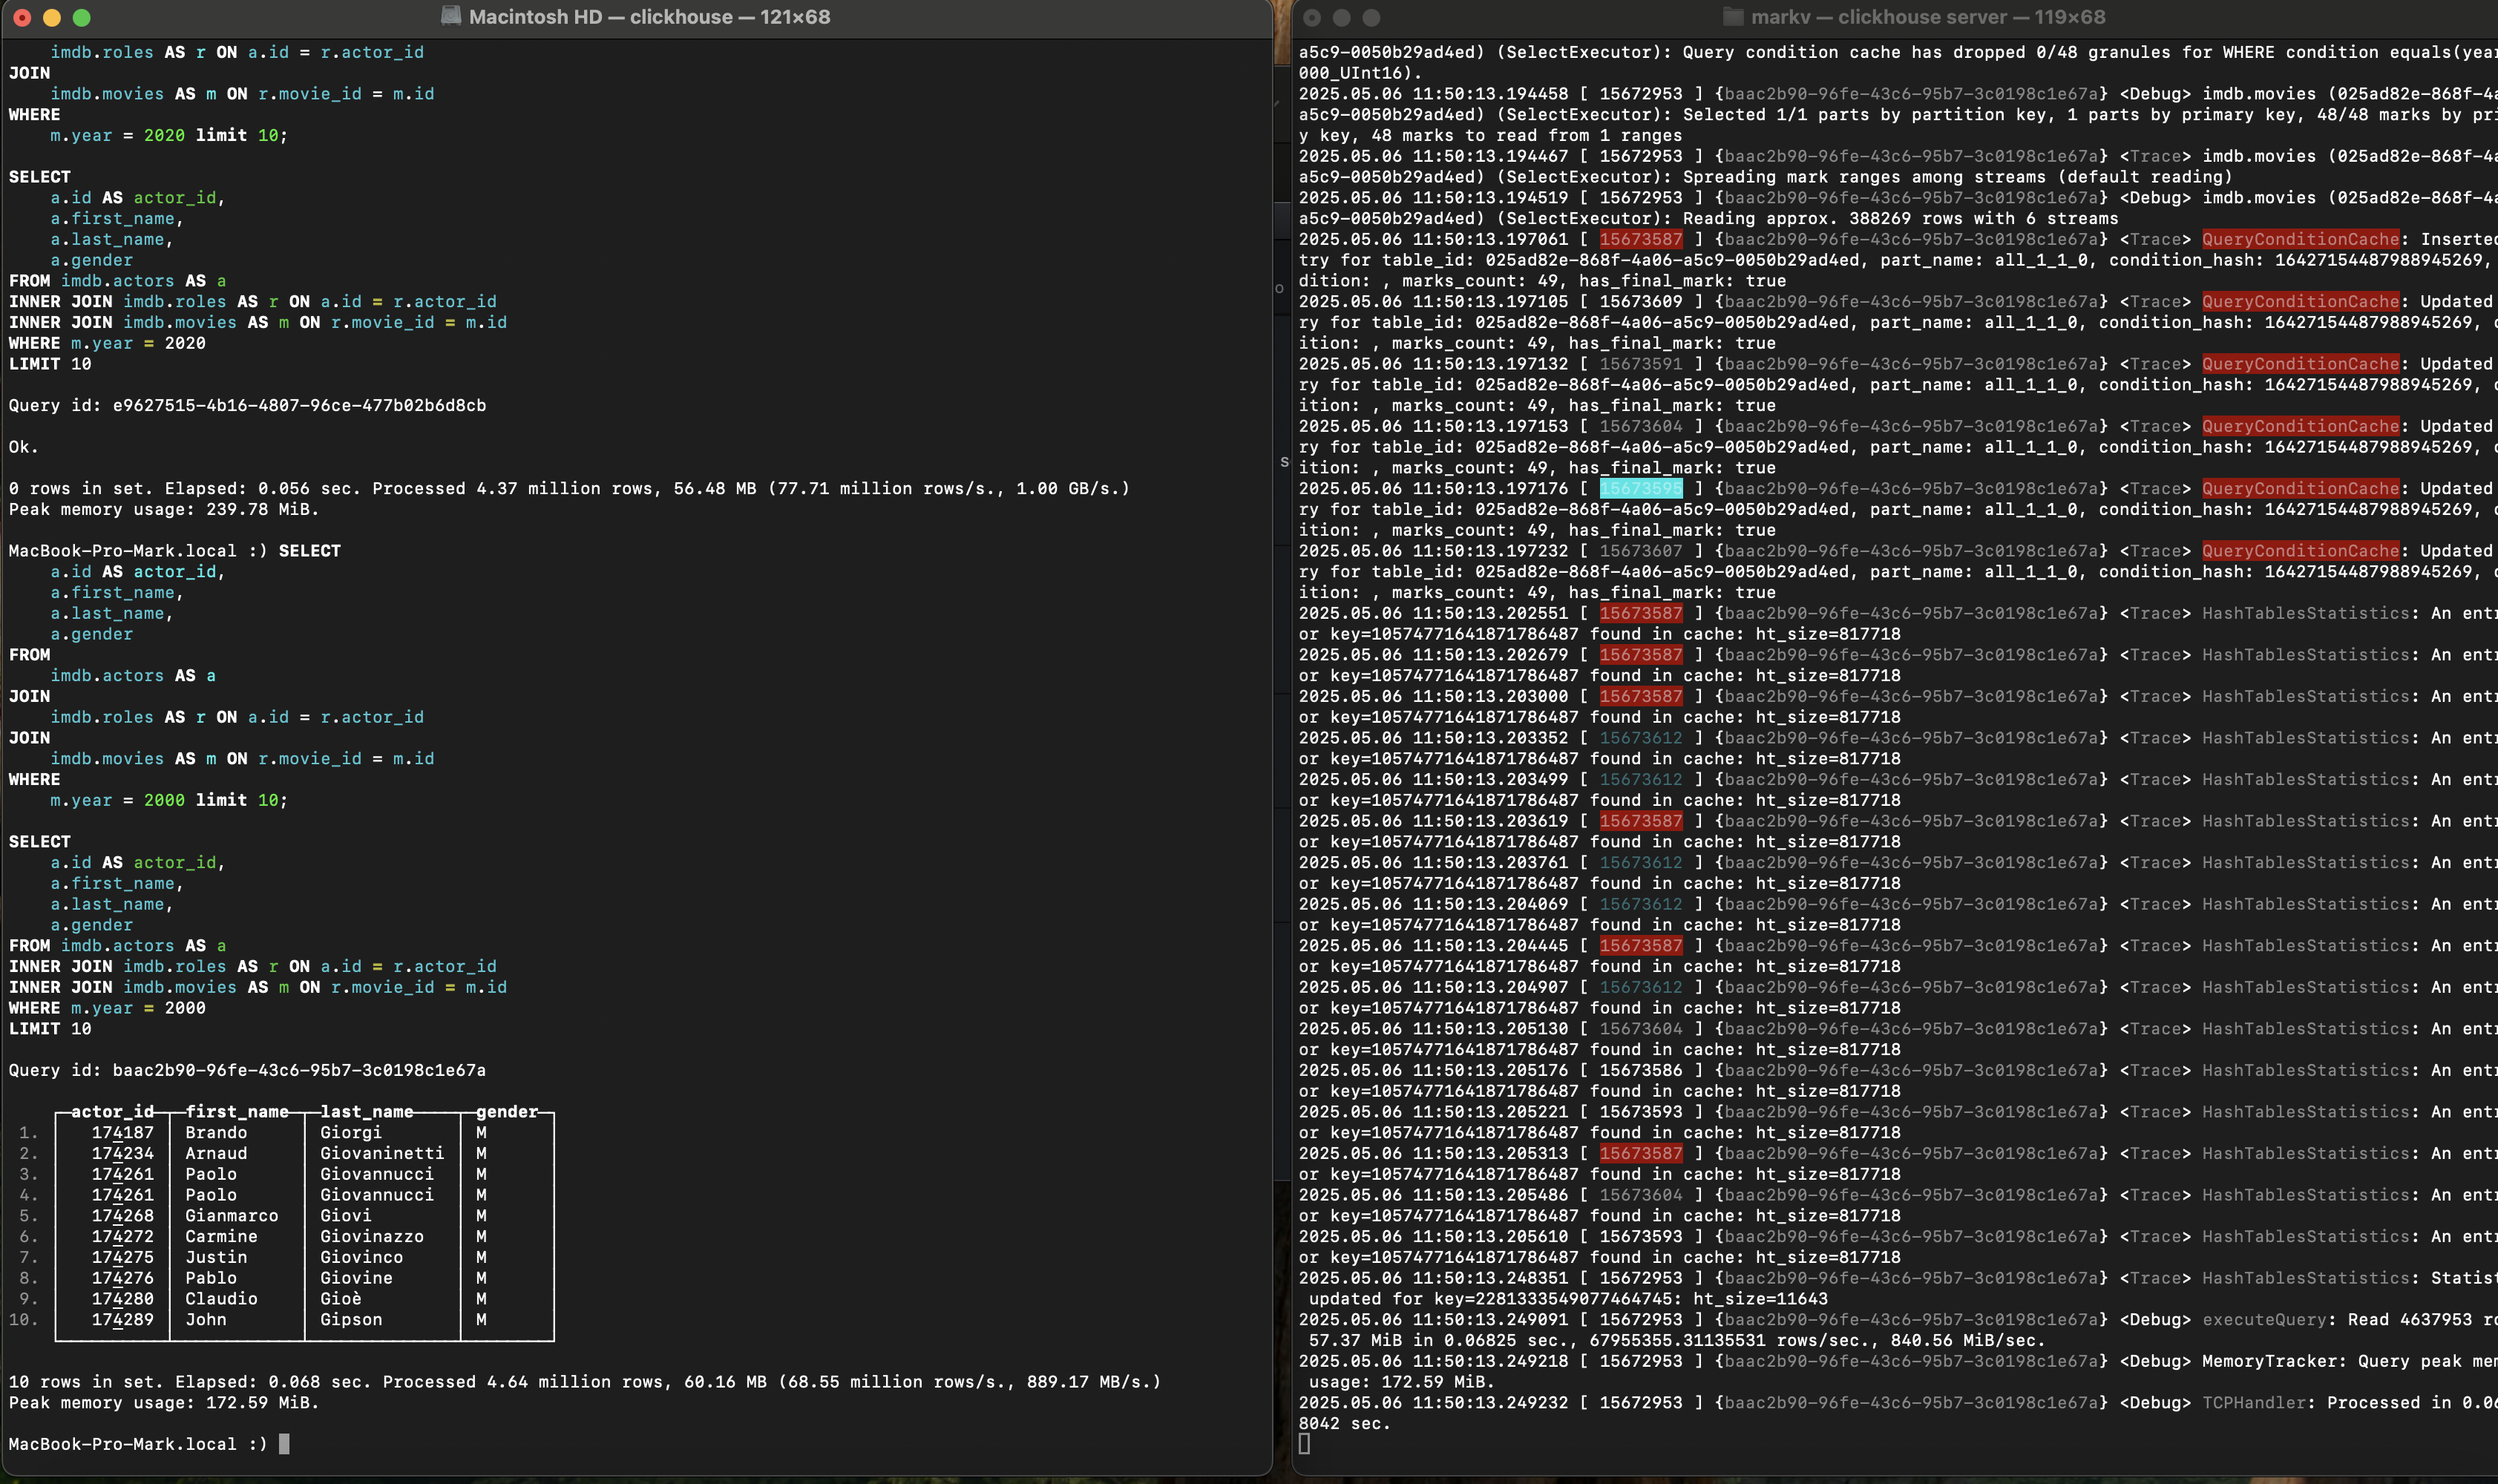 Macintosh HD — clickhouse — 121×68
    imdb.roles AS r ON a.id = r.actor_id
JOIN
    imdb.movies AS m ON r.movie_id = m.id
WHERE
    m.year = 2020 limit 10;

SELECT
    a.id AS actor_id,
    a.first_name,
    a.last_name,
    a.gender
FROM imdb.actors AS a
INNER JOIN imdb.roles AS r ON a.id = r.actor_id
INNER JOIN imdb.movies AS m ON r.movie_id = m.id
WHERE m.year = 2020
LIMIT 10

Query id: e9627515-4b16-4807-96ce-477b02b6d8cb

Ok.

0 rows in set. Elapsed: 0.056 sec. Processed 4.37 million rows, 56.48 MB (77.71 million rows/s., 1.00 GB/s.)
Peak memory usage: 239.78 MiB.

MacBook-Pro-Mark.local :) SELECT
    a.id AS actor_id,
    a.first_name,
    a.last_name,
    a.gender
FROM
    imdb.actors AS a
JOIN
    imdb.roles AS r ON a.id = r.actor_id
JOIN
    imdb.movies AS m ON r.movie_id = m.id
WHERE
    m.year = 2000 limit 10;

SELECT
    a.id AS actor_id,
    a.first_name,
    a.last_name,
    a.gender
FROM imdb.actors AS a
INNER JOIN imdb.roles AS r ON a.id = r.actor_id
INNER JOIN imdb.movies AS m ON r.movie_id = m.id
WHERE m.year = 2000
LIMIT 10

Query id: baac2b90-96fe-43c6-95b7-3c0198c1e67a

actor_id first_name last_name gender
1. 174187 Brando Giorgi M
2. 174234 Arnaud Giovaninetti M
3. 174261 Paolo Giovannucci M
4. 174261 Paolo Giovannucci M
5. 174268 Gianmarco Giovi M
6. 174272 Carmine Giovinazzo M
7. 174275 Justin Giovinco M
8. 174276 Pablo Giovine M
9. 174280 Claudio Gioè M
10. 174289 John Gipson M

10 rows in set. Elapsed: 0.068 sec. Processed 4.64 million rows, 60.16 MB (68.55 million rows/s., 889.17 MB/s.)
Peak memory usage: 172.59 MiB.

MacBook-Pro-Mark.local :)

markv — clickhouse server — 119×68
a5c9-0050b29ad4ed) (SelectExecutor): Query condition cache has dropped 0/48 granules for WHERE condition equals(yea
000_UInt16).
2025.05.06 11:50:13.194458 [ 15672953 ] {baac2b90-96fe-43c6-95b7-3c0198c1e67a} <Debug> imdb.movies (025ad82e-868f-4
a5c9-0050b29ad4ed) (SelectExecutor): Selected 1/1 parts by partition key, 1 parts by primary key, 48/48 marks by pri
y key, 48 marks to read from 1 ranges
2025.05.06 11:50:13.194467 [ 15672953 ] {baac2b90-96fe-43c6-95b7-3c0198c1e67a} <Trace> imdb.movies (025ad82e-868f-4
a5c9-0050b29ad4ed) (SelectExecutor): Spreading mark ranges among streams (default reading)
2025.05.06 11:50:13.194519 [ 15672953 ] {baac2b90-96fe-43c6-95b7-3c0198c1e67a} <Debug> imdb.movies (025ad82e-868f-4
a5c9-0050b29ad4ed) (SelectExecutor): Reading approx. 388269 rows with 6 streams
2025.05.06 11:50:13.197061 [ 15673587 ] {baac2b90-96fe-43c6-95b7-3c0198c1e67a} <Trace> QueryConditionCache: Inserte
try for table_id: 025ad82e-868f-4a06-a5c9-0050b29ad4ed, part_name: all_1_1_0, condition_hash: 16427154487988945269,
dition: , marks_count: 49, has_final_mark: true
2025.05.06 11:50:13.197105 [ 15673609 ] {baac2b90-96fe-43c6-95b7-3c0198c1e67a} <Trace> QueryConditionCache: Updated
ry for table_id: 025ad82e-868f-4a06-a5c9-0050b29ad4ed, part_name: all_1_1_0, condition_hash: 16427154487988945269,
ition: , marks_count: 49, has_final_mark: true
2025.05.06 11:50:13.197132 [ 15673591 ] {baac2b90-96fe-43c6-95b7-3c0198c1e67a} <Trace> QueryConditionCache: Updated
ry for table_id: 025ad82e-868f-4a06-a5c9-0050b29ad4ed, part_name: all_1_1_0, condition_hash: 16427154487988945269,
ition: , marks_count: 49, has_final_mark: true
2025.05.06 11:50:13.197153 [ 15673604 ] {baac2b90-96fe-43c6-95b7-3c0198c1e67a} <Trace> QueryConditionCache: Updated
ry for table_id: 025ad82e-868f-4a06-a5c9-0050b29ad4ed, part_name: all_1_1_0, condition_hash: 16427154487988945269,
ition: , marks_count: 49, has_final_mark: true
2025.05.06 11:50:13.197176 [ 15673595 ] {baac2b90-96fe-43c6-95b7-3c0198c1e67a} <Trace> QueryConditionCache: Updated
ry for table_id: 025ad82e-868f-4a06-a5c9-0050b29ad4ed, part_name: all_1_1_0, condition_hash: 16427154487988945269,
ition: , marks_count: 49, has_final_mark: true
2025.05.06 11:50:13.197232 [ 15673607 ] {baac2b90-96fe-43c6-95b7-3c0198c1e67a} <Trace> QueryConditionCache: Updated
ry for table_id: 025ad82e-868f-4a06-a5c9-0050b29ad4ed, part_name: all_1_1_0, condition_hash: 16427154487988945269,
ition: , marks_count: 49, has_final_mark: true
2025.05.06 11:50:13.202551 [ 15673587 ] {baac2b90-96fe-43c6-95b7-3c0198c1e67a} <Trace> HashTablesStatistics: An entr
or key=10574771641871786487 found in cache: ht_size=817718
2025.05.06 11:50:13.202679 [ 15673587 ] {baac2b90-96fe-43c6-95b7-3c0198c1e67a} <Trace> HashTablesStatistics: An entr
or key=10574771641871786487 found in cache: ht_size=817718
2025.05.06 11:50:13.203000 [ 15673587 ] {baac2b90-96fe-43c6-95b7-3c0198c1e67a} <Trace> HashTablesStatistics: An entr
or key=10574771641871786487 found in cache: ht_size=817718
2025.05.06 11:50:13.203352 [ 15673612 ] {baac2b90-96fe-43c6-95b7-3c0198c1e67a} <Trace> HashTablesStatistics: An entr
or key=10574771641871786487 found in cache: ht_size=817718
2025.05.06 11:50:13.203499 [ 15673612 ] {baac2b90-96fe-43c6-95b7-3c0198c1e67a} <Trace> HashTablesStatistics: An entr
or key=10574771641871786487 found in cache: ht_size=817718
2025.05.06 11:50:13.203619 [ 15673587 ] {baac2b90-96fe-43c6-95b7-3c0198c1e67a} <Trace> HashTablesStatistics: An entr
or key=10574771641871786487 found in cache: ht_size=817718
2025.05.06 11:50:13.203761 [ 15673612 ] {baac2b90-96fe-43c6-95b7-3c0198c1e67a} <Trace> HashTablesStatistics: An entr
or key=10574771641871786487 found in cache: ht_size=817718
2025.05.06 11:50:13.204069 [ 15673612 ] {baac2b90-96fe-43c6-95b7-3c0198c1e67a} <Trace> HashTablesStatistics: An entr
or key=10574771641871786487 found in cache: ht_size=817718
2025.05.06 11:50:13.204445 [ 15673587 ] {baac2b90-96fe-43c6-95b7-3c0198c1e67a} <Trace> HashTablesStatistics: An entr
or key=10574771641871786487 found in cache: ht_size=817718
2025.05.06 11:50:13.204907 [ 15673612 ] {baac2b90-96fe-43c6-95b7-3c0198c1e67a} <Trace> HashTablesStatistics: An entr
or key=10574771641871786487 found in cache: ht_size=817718
2025.05.06 11:50:13.205130 [ 15673604 ] {baac2b90-96fe-43c6-95b7-3c0198c1e67a} <Trace> HashTablesStatistics: An entr
or key=10574771641871786487 found in cache: ht_size=817718
2025.05.06 11:50:13.205176 [ 15673586 ] {baac2b90-96fe-43c6-95b7-3c0198c1e67a} <Trace> HashTablesStatistics: An entr
or key=10574771641871786487 found in cache: ht_size=817718
2025.05.06 11:50:13.205221 [ 15673593 ] {baac2b90-96fe-43c6-95b7-3c0198c1e67a} <Trace> HashTablesStatistics: An entr
or key=10574771641871786487 found in cache: ht_size=817718
2025.05.06 11:50:13.205313 [ 15673587 ] {baac2b90-96fe-43c6-95b7-3c0198c1e67a} <Trace> HashTablesStatistics: An entr
or key=10574771641871786487 found in cache: ht_size=817718
2025.05.06 11:50:13.205486 [ 15673604 ] {baac2b90-96fe-43c6-95b7-3c0198c1e67a} <Trace> HashTablesStatistics: An entr
or key=10574771641871786487 found in cache: ht_size=817718
2025.05.06 11:50:13.205610 [ 15673593 ] {baac2b90-96fe-43c6-95b7-3c0198c1e67a} <Trace> HashTablesStatistics: An entr
or key=10574771641871786487 found in cache: ht_size=817718
2025.05.06 11:50:13.248351 [ 15672953 ] {baac2b90-96fe-43c6-95b7-3c0198c1e67a} <Trace> HashTablesStatistics: Statist
 updated for key=2281333549077464745: ht_size=11643
2025.05.06 11:50:13.249091 [ 15672953 ] {baac2b90-96fe-43c6-95b7-3c0198c1e67a} <Debug> executeQuery: Read 4637953 ro
 57.37 MiB in 0.06825 sec., 67955355.31135531 rows/sec., 840.56 MiB/sec.
2025.05.06 11:50:13.249218 [ 15672953 ] {baac2b90-96fe-43c6-95b7-3c0198c1e67a} <Debug> MemoryTracker: Query peak mem
 usage: 172.59 MiB.
2025.05.06 11:50:13.249232 [ 15672953 ] {baac2b90-96fe-43c6-95b7-3c0198c1e67a} <Debug> TCPHandler: Processed in 0.06
8042 sec.